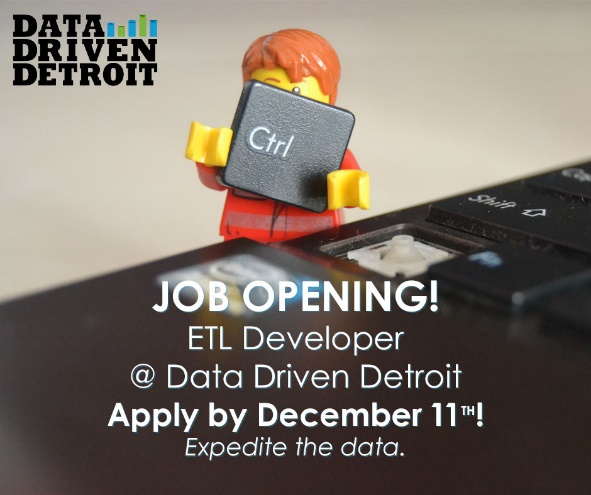 DATA
DRIVEN
DETROIT
Ctrl
Shift
JOB OPENING!
ETL Developer
@ Data Driven Detroit
Apply by December 11TH!
Expedite the data.